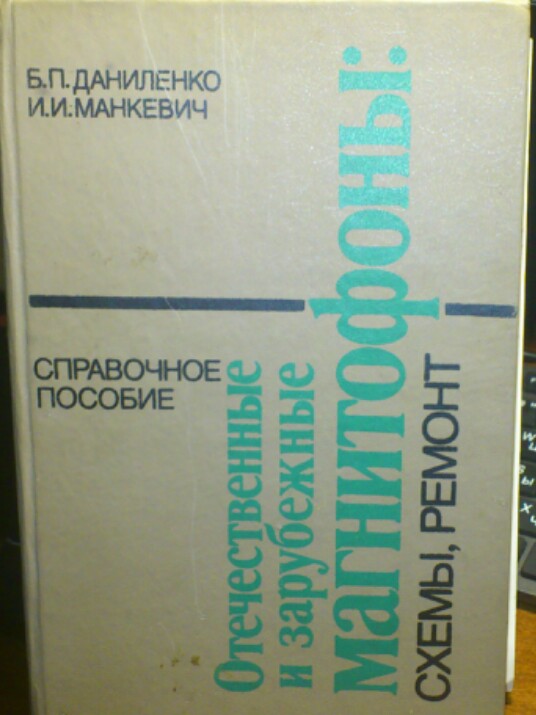 Б.П.ДАНИЛЕНКО
И.И.МАНКЕВИЧ
СПРАВОЧНОЕ
ПОСОБИЕ
Отечественные
и зарубежные
магнитофоны:
СХЕМЫ, РЕМОНТ